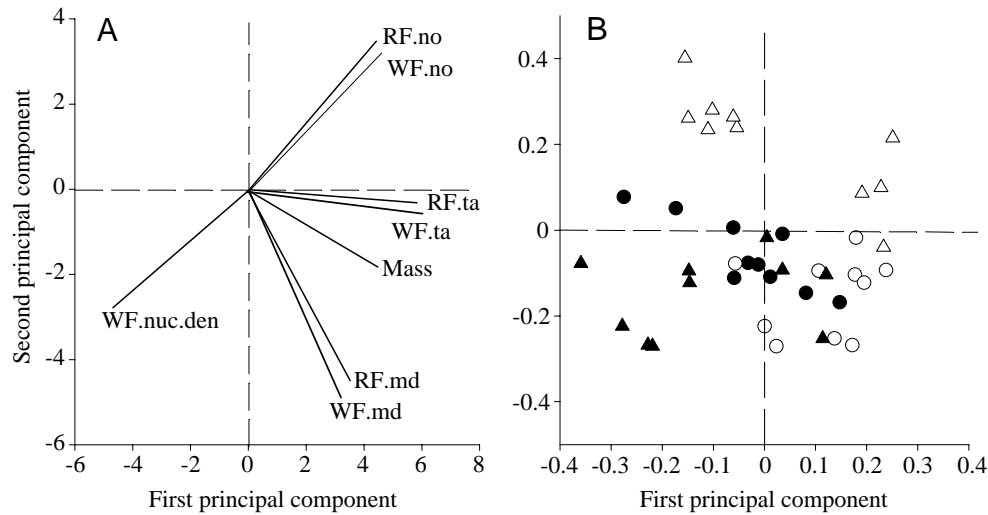 A
B
4
2
0
-2
-4
-6
Second principal component
RF.no
WF.no
RF.ta
WF.ta
Mass
WF.nuc.den
RF.md
WF.md
-6 -4 -2 0 2 4 6 8
First principal component
0.4
0.2
0
-0.2
-0.4
-0.4 -0.3 -0.2 -0.1 0 0.1 0.2 0.3 0.4
First principal component